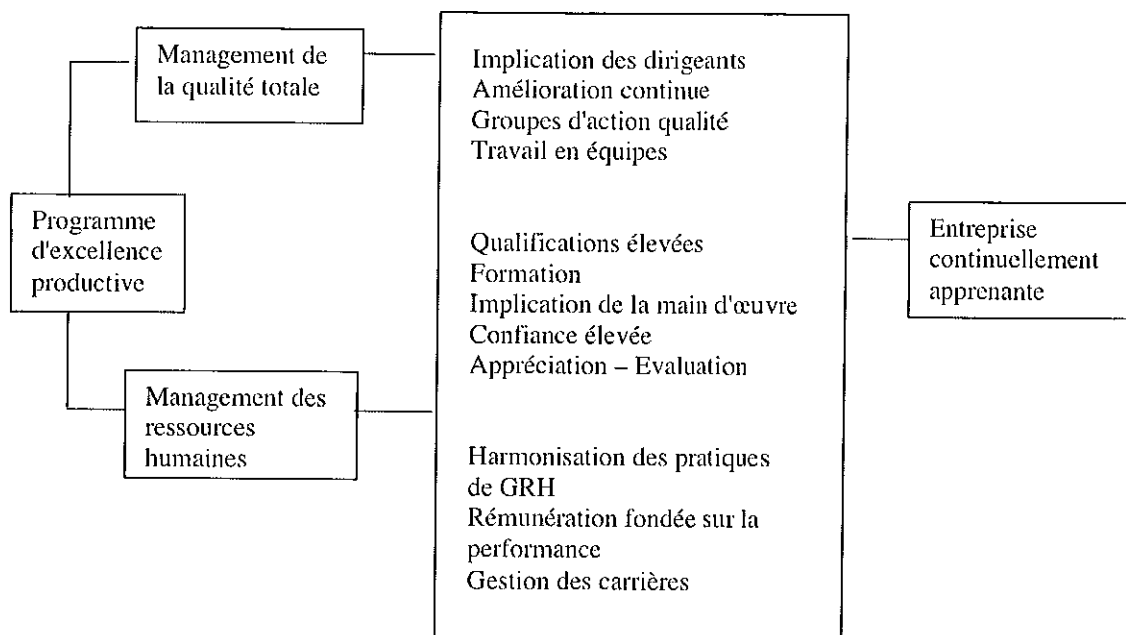 Management de
la qualité totale
Implication des dirigeants
Amélioration continue
Groupes d'action qualité
Travail en équipes
Programme
d'excellence
productive
Qualifications élevées
Formation
Implication de la main d'œuvre
Confiance élevée
Appréciation – Evaluation
Entreprise
continuellement
apprenante
Management des
ressources
humaines
Harmonisation des pratiques
de GRH
Rémunération fondée sur la
performance
Gestion des carrières